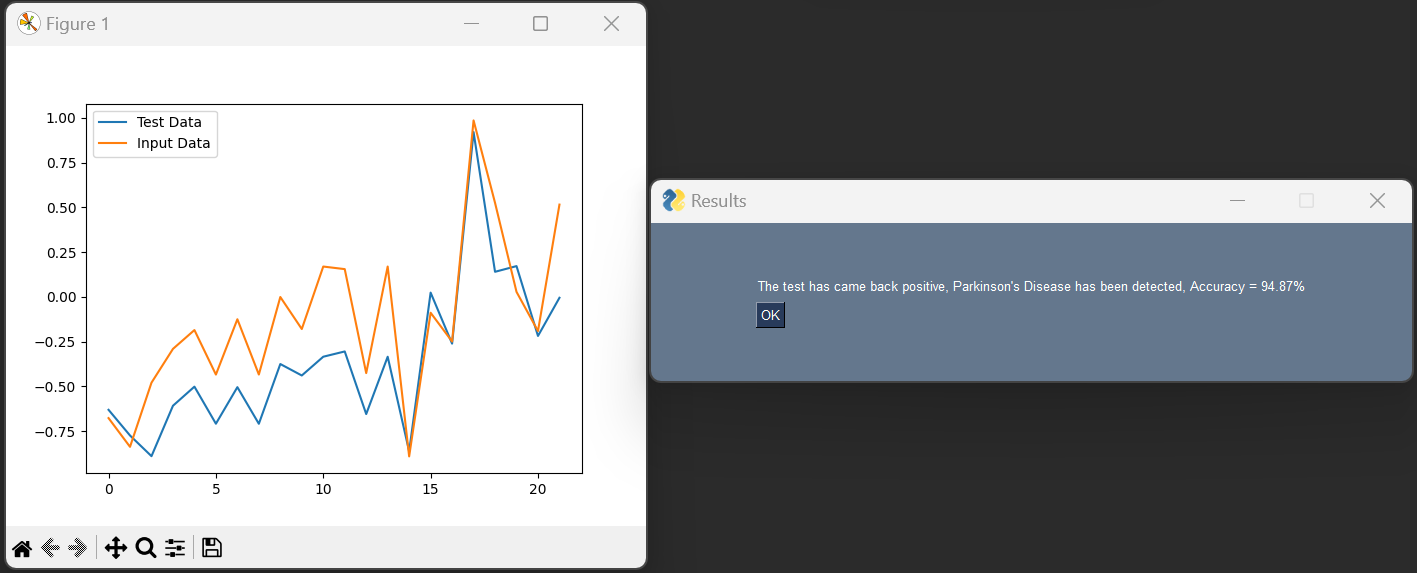 Figure 1
1.00
Test Data
Input Data
0.75
0.50
0.25
0.00
−0.25
−0.50
−0.75
0 5 10 15 20
Results
The test has came back positive, Parkinson's Disease has been detected, Accuracy = 94.87%
OK